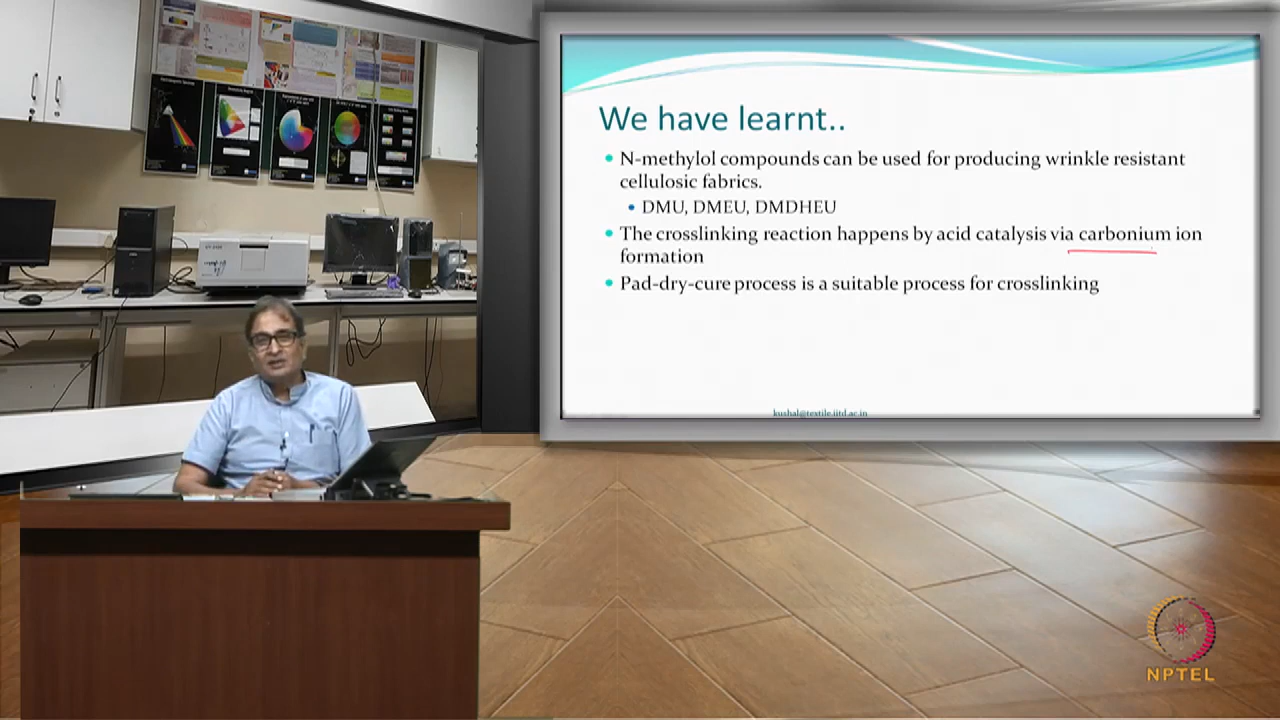 We have learnt..
N-methylol compounds can be used for producing wrinkle resistant
cellulosic fabrics.
DMU, DMEU, DMDHEU
The crosslinking reaction happens by acid catalysis via carbonium ion
formation
Pad-dry-cure process is a suitable process for crosslinking
kushal@textile.iitd.ac.in
NPTEL